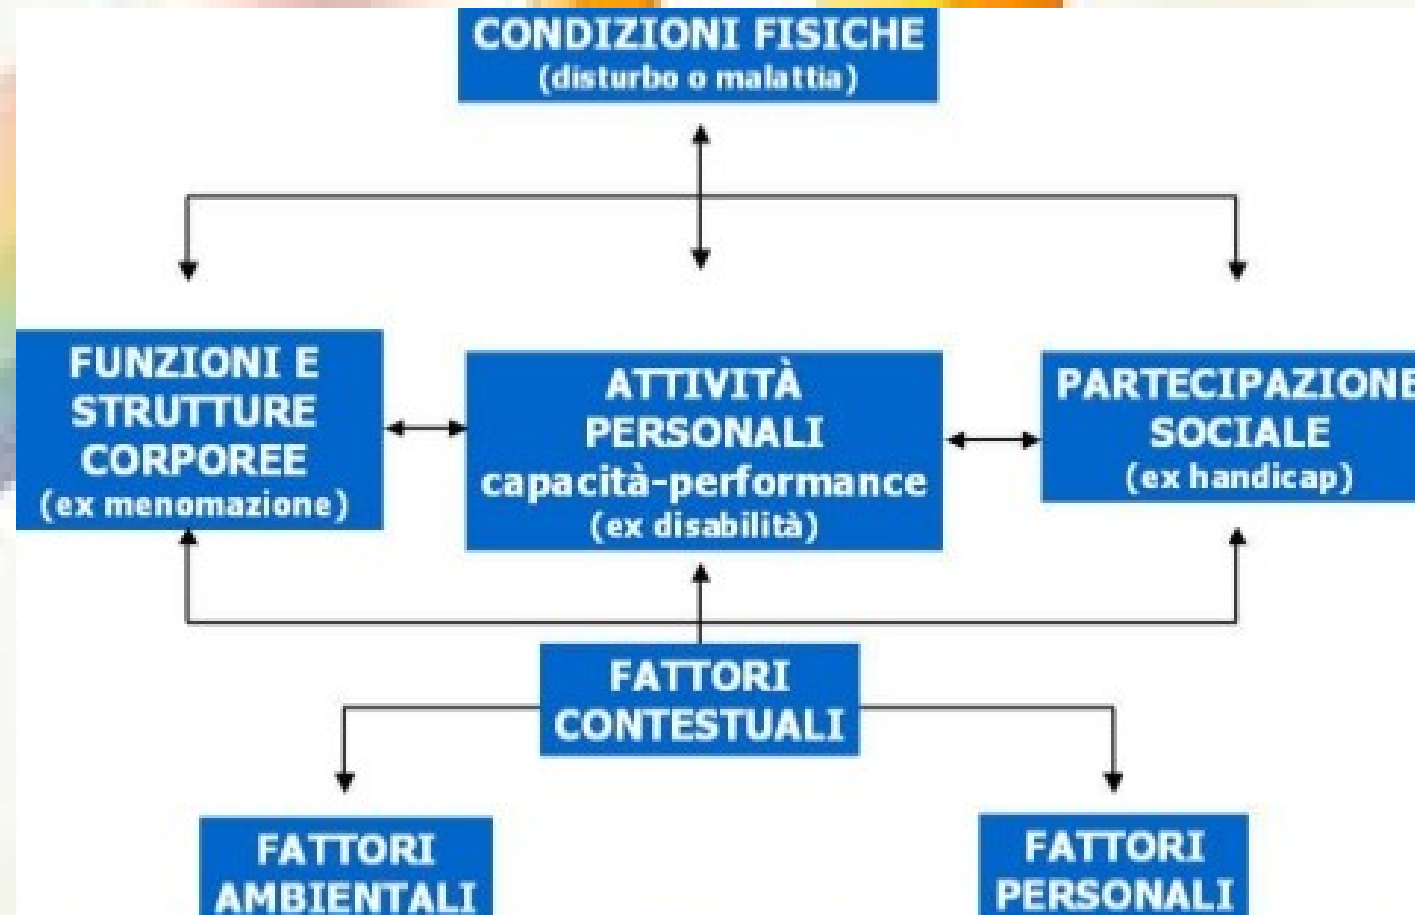 CONDIZIONI FISICHE
(disturbo o malattia)
FUNZIONI E
STRUTTURE
CORPOREE
(ex menomazione)
ATTIVITÀ
PERSONALI
capacità-performance
(ex disabilità)
PARTECIPAZIONE
SOCIALE
(ex handicap)
FATTORI
CONTESTUALI
FATTORI
AMBIENTALI
FATTORI
PERSONALI